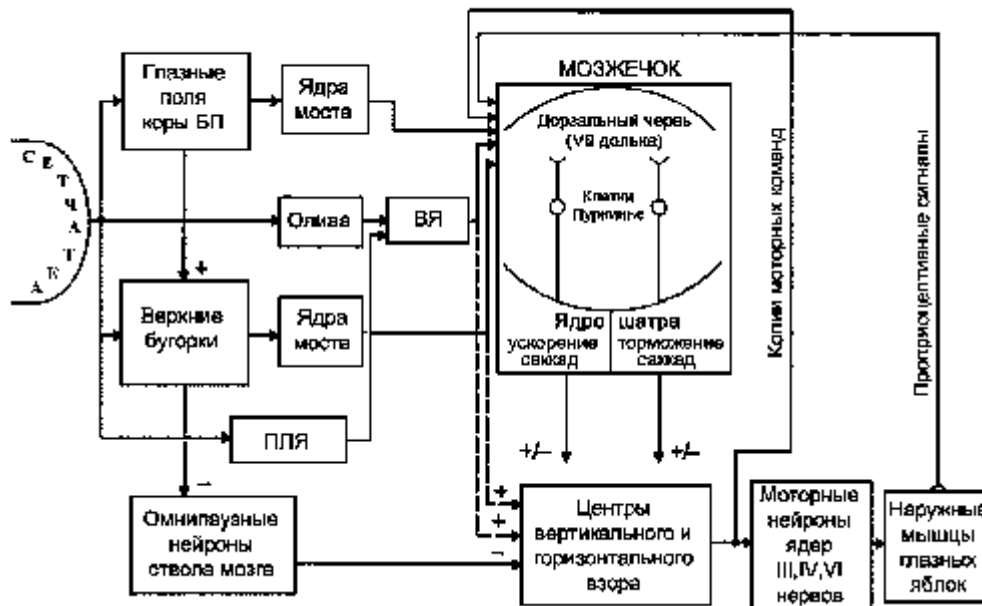 СЕТЧАТКА
Глазные
поля
коры БП
Ядра
моста
Олива
ВЯ
Верхние
бугорки
+
Ядра
моста
ПЛЯ
–
Омнипаузные
нейроны
ствола мозга
МОЗЖЕЧОК
Дорзальный червь
(VII долька)
Клетки
Пуркинье
Ядро шатра
ускорение торможение
саккад саккад
+/– +/–
+
+
–
Центры
вертикального и
горизонтального
взора
Моторные
нейроны
ядер
III,IV,VI
нервов
Наружные
мышцы
глазных
яблок
Копии моторных команд
Проприоцептивные сигналы